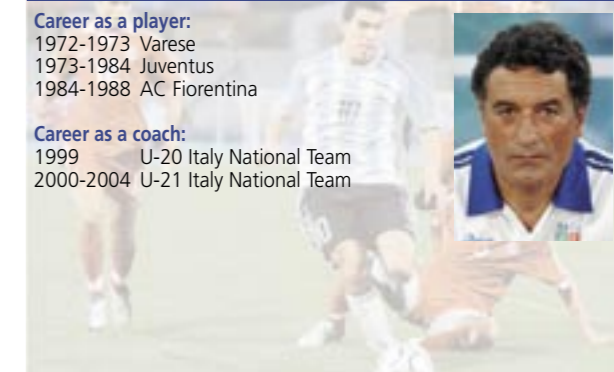 Career as a player:
1972-1973 Varese
1973-1984 Juventus
1984-1988 AC Fiorentina
Career as a coach:
1999 U-20 Italy National Team
2000-2004 U-21 Italy National Team